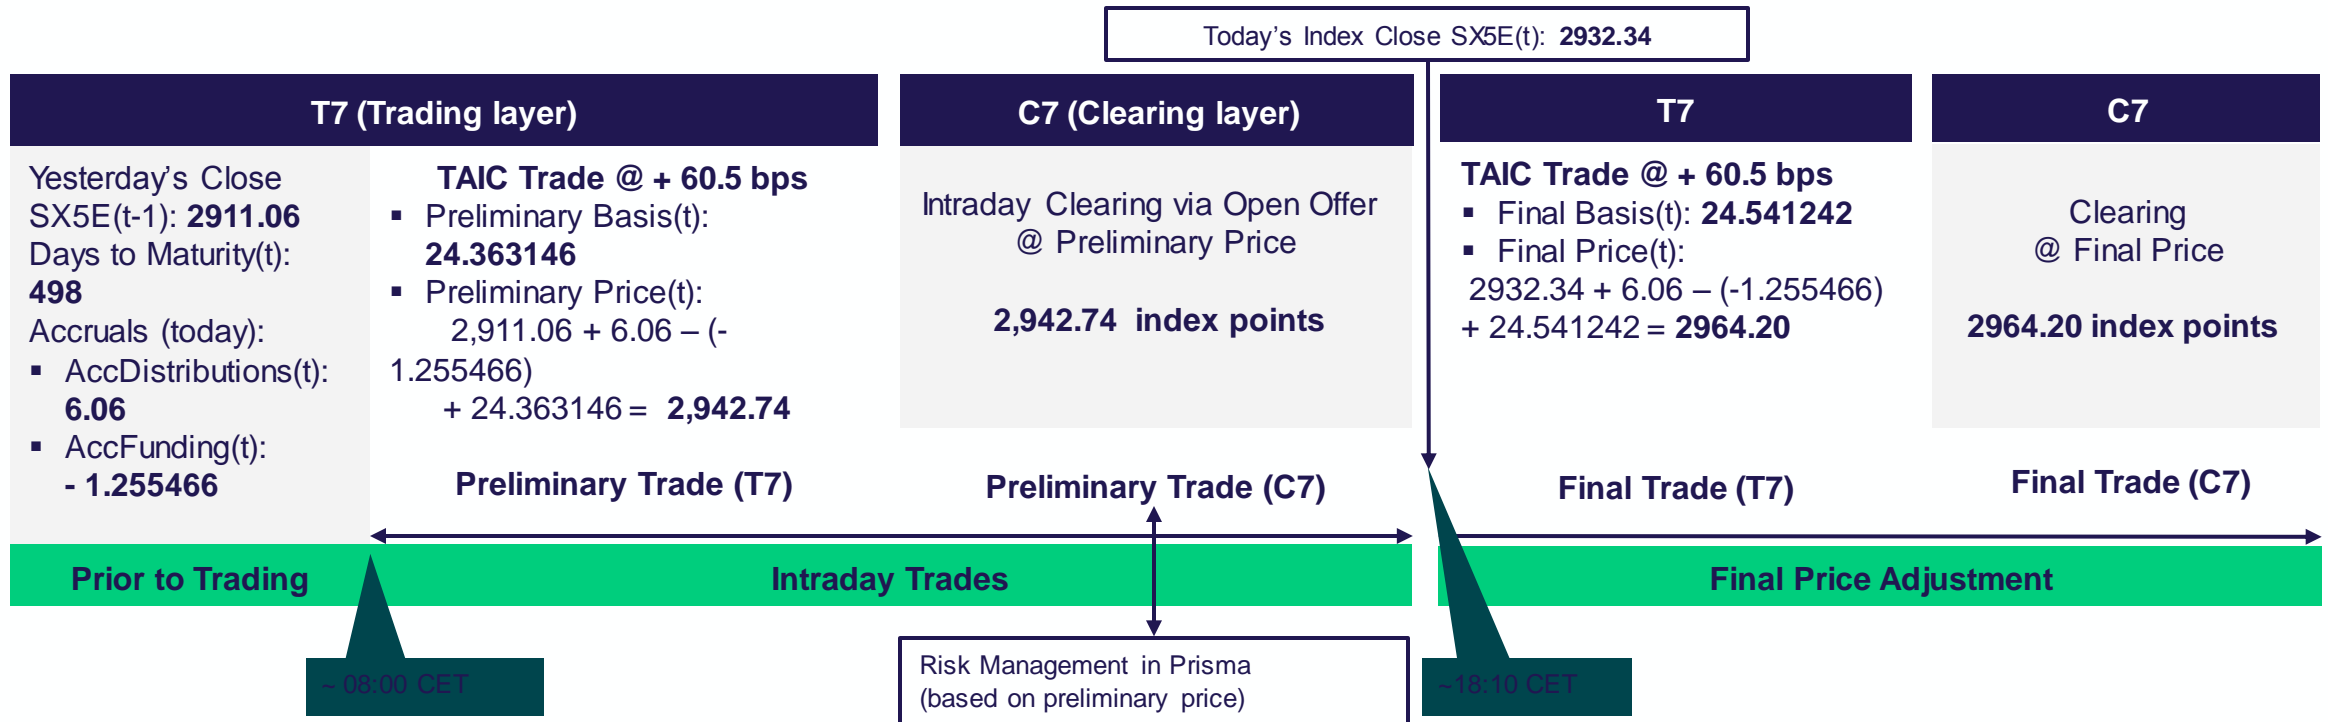 Today's Index Close SX5E(t): 2932.34
T7 (Trading layer)
C7 (Clearing layer)
T7
C7
Yesterday's Close
SX5E(t-1): 2911.06
Days to Maturity(t):
498
Accruals (today):
▪ AccDistributions(t):
6.06
▪ AccFunding(t):
- 1.255466
TAIC Trade @ + 60.5 bps
▪ Preliminary Basis(t):
24.363146
▪ Preliminary Price(t):
2,911.06 + 6.06 – (-
1.255466)
+ 24.363146 = 2,942.74
Preliminary Trade (T7)
Intraday Clearing via Open Offer
@ Preliminary Price
2,942.74 index points
Preliminary Trade (C7)
TAIC Trade @ + 60.5 bps
▪ Final Basis(t): 24.541242
▪ Final Price(t):
2932.34 + 6.06 – (-1.255466)
+ 24.541242 = 2964.20
Final Trade (T7)
Clearing
@ Final Price
2964.20 index points
Final Trade (C7)
Prior to Trading
Intraday Trades
Final Price Adjustment
~ 08:00 CET
Risk Management in Prisma
(based on preliminary price)
~18:10 CET